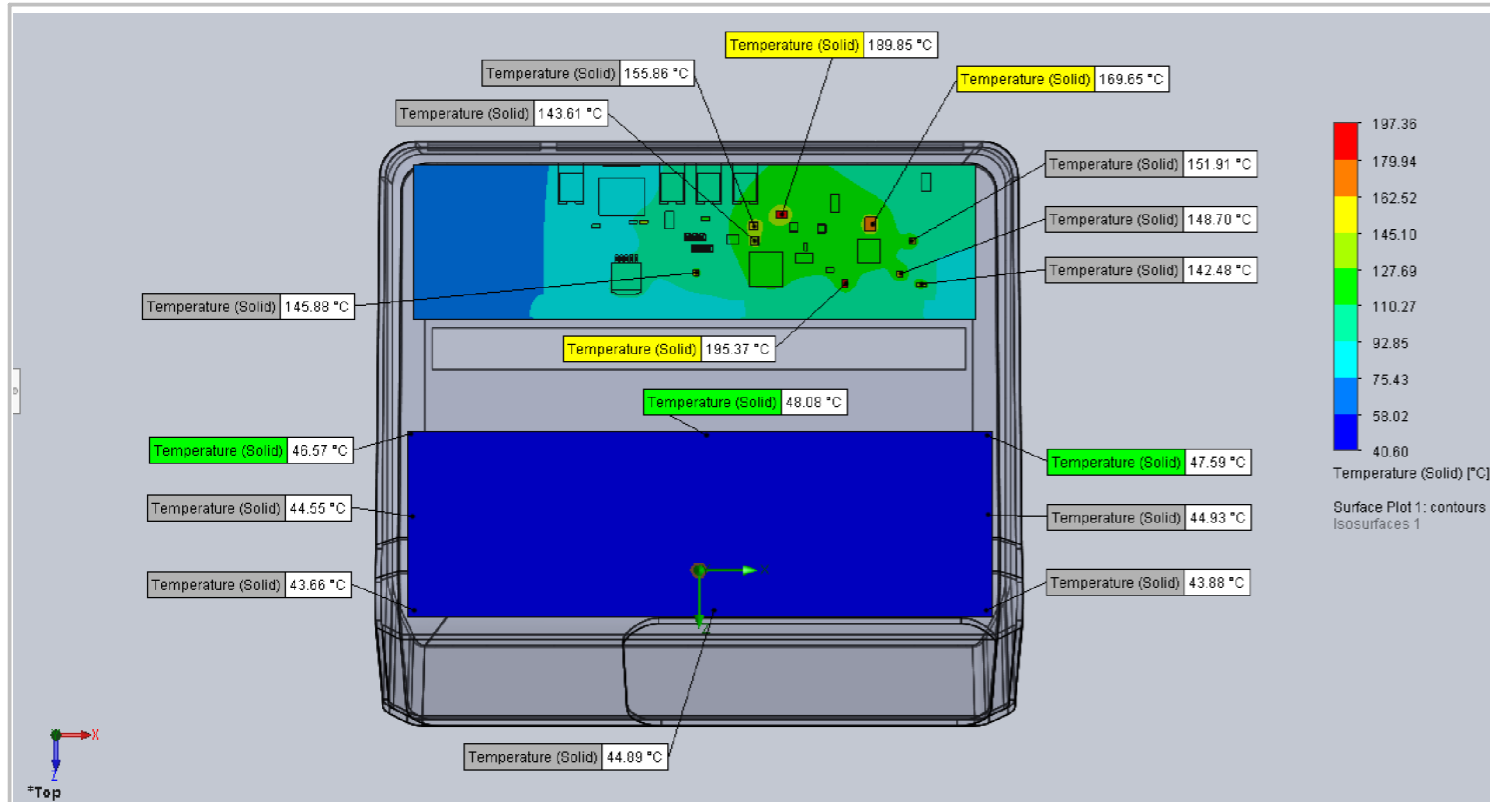 Temperature (Solid) 189.85 °C
Temperature (Solid) 155.86 °C
Temperature (Solid) 169.65 °C
Temperature (Solid) 143.61 °C
197.36
179.94
162.52
145.10
127.69
110.27
92.85
75.43
58.02
40.60
Temperature (Solid) [°C]
Surface Plot 1: contours
Isosurfaces 1
Temperature (Solid) 151.91 °C
Temperature (Solid) 148.70 °C
Temperature (Solid) 142.48 °C
Temperature (Solid) 145.88 °C
Temperature (Solid) 195.37 °C
Temperature (Solid) 48.08 °C
Temperature (Solid) 46.57 °C
Temperature (Solid) 47.59 °C
Temperature (Solid) 44.55 °C
Temperature (Solid) 44.93 °C
Temperature (Solid) 43.66 °C
Temperature (Solid) 43.88 °C
X
Z
Temperature (Solid) 44.89 °C
X
Z
*Top